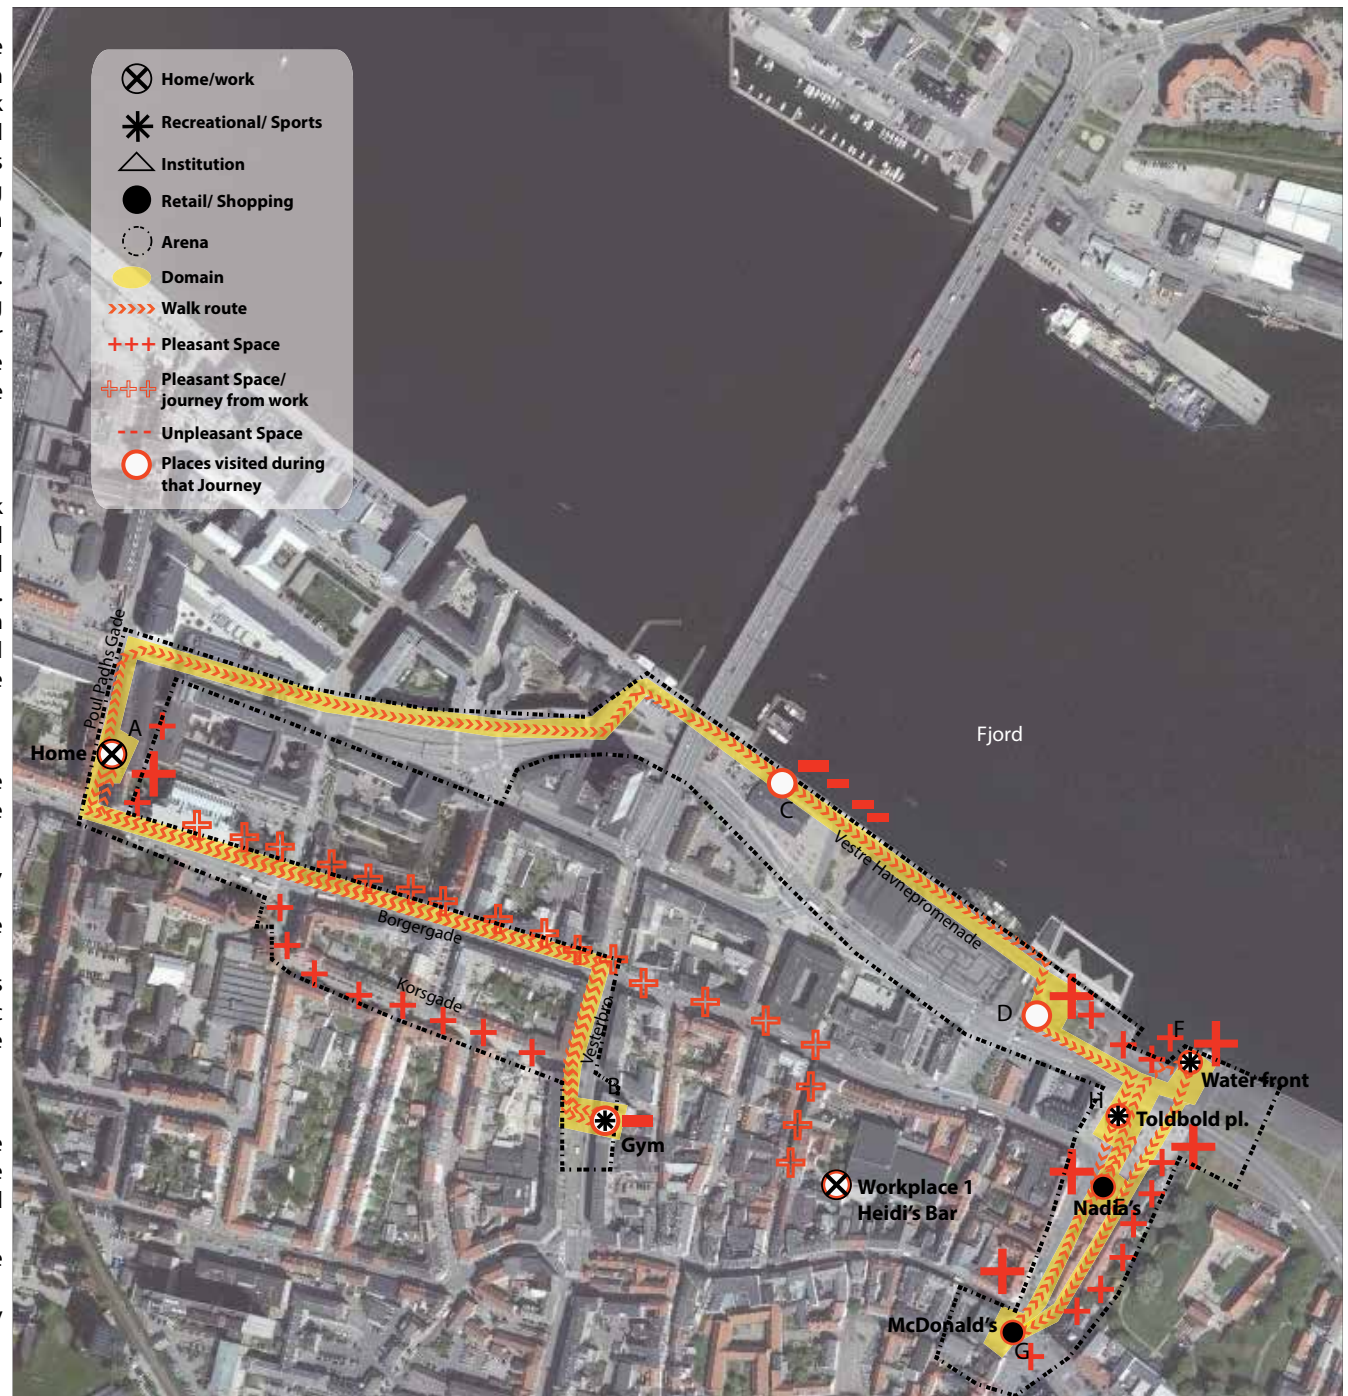 Home/work
Recreational/ Sports
Institution
Retail/ Shopping
Arena
Domain
Walk route
Pleasant Space
Pleasant Space/
journey from work
Unpleasant Space
Places visited during
that Journey
Poul Padhs Gade
A
Home
Fjord
C
Vestre Havnepromenade
Borgergade
Korsgade
Vesterbro
B
Gym
D
F
Water front
H
Toldbold pl.
Workplace 1
Heidi's Bar
Nadia's
E
McDonald's
G